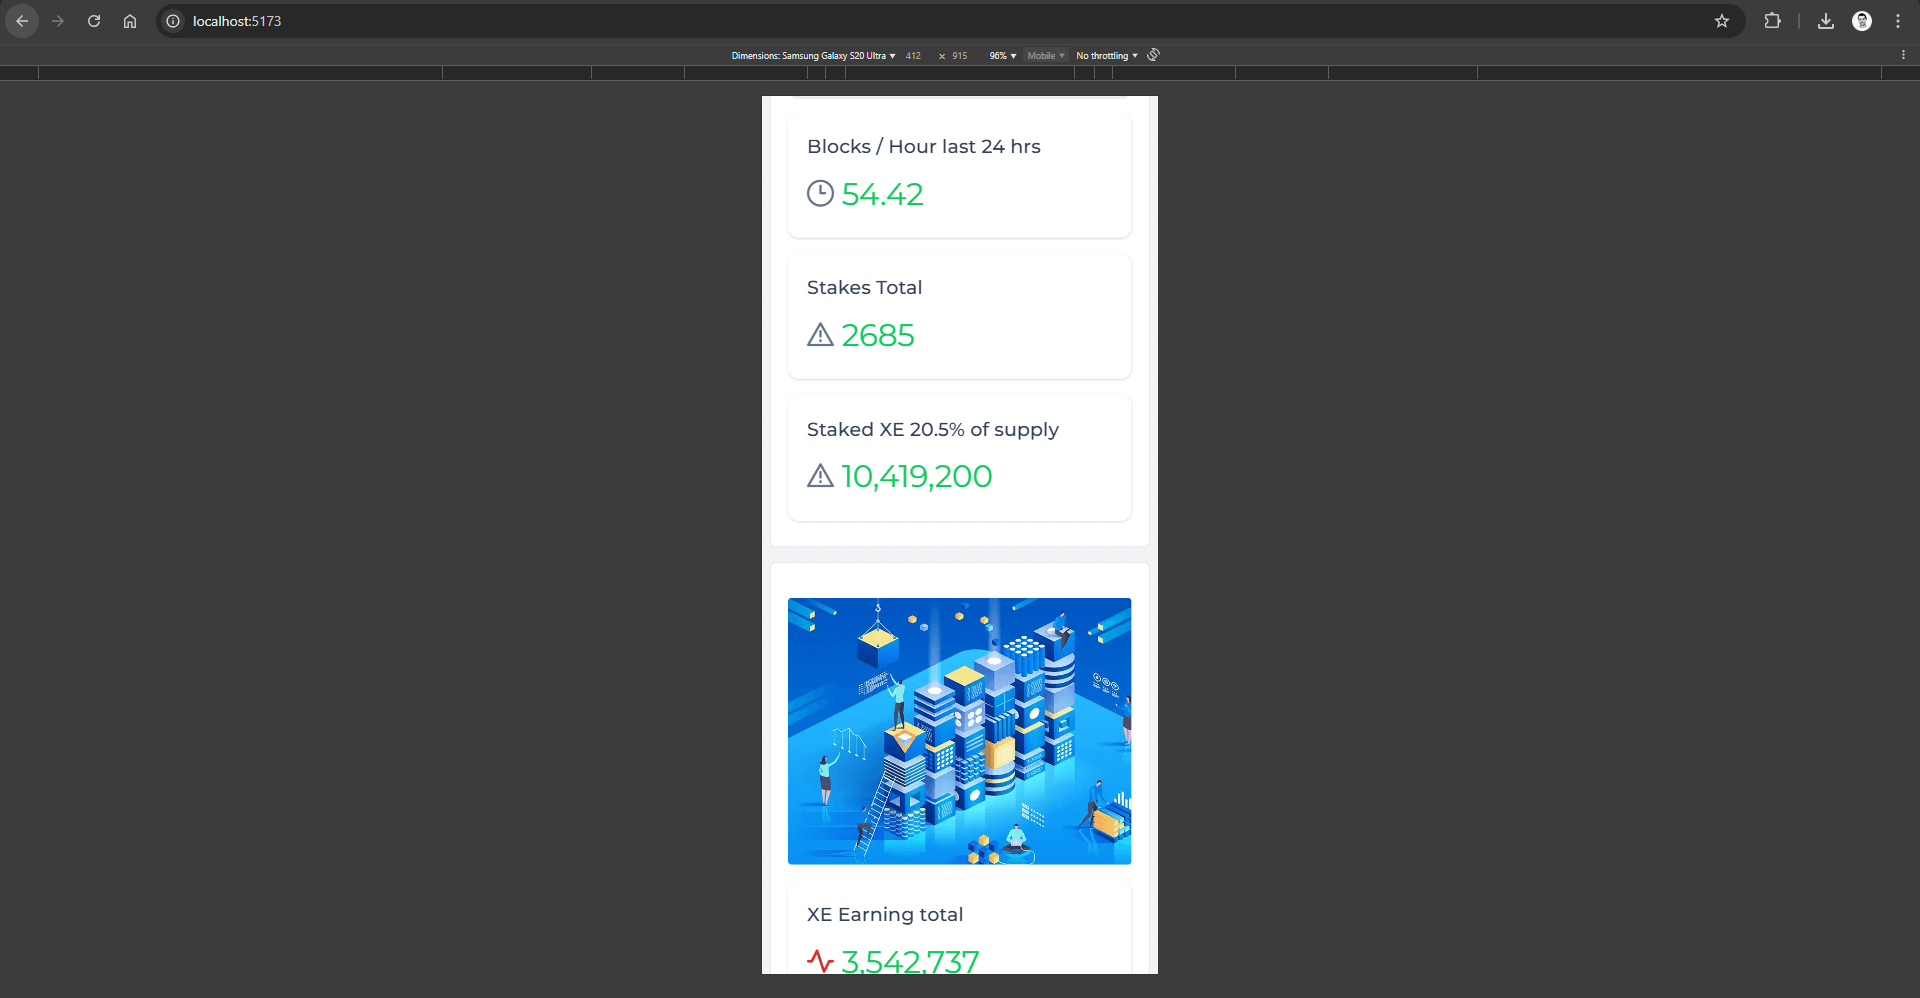 localhost:5173
Dimensions: Samsung Galaxy S20 Ultra 412 × 915 96% Mobile No throttling
Blocks / Hour last 24 hrs
54.42
Stakes Total
2685
Staked XE 20.5% of supply
10,419,200
XE Earning total
3,542,737